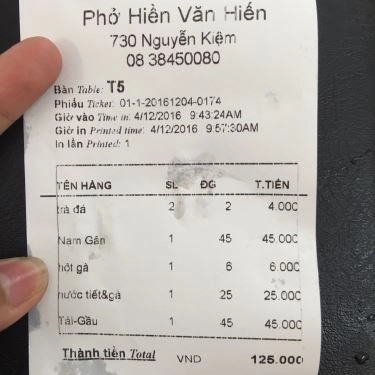 Phở Hiền Văn Hiến
730 Nguyễn Kiệm
08 38450080
Bàn Table: T5
Phiếu Ticket: 01-1-20161204-0174
Giờ vào Time in: 4/12/2016 9:43:24AM
Giờ in Printed time: 4/12/2016 9:57:30AM
In lần Printed: 1
TÊN HÀNG SL ĐG T.TIỀN
trà đá 2 2 4.000
Nạm Gân 1 45 45.000
hột gà 1 6 6.000
nước tiết&gà 1 25 25.000
Tái-Gầu 1 45 45.000
Thành tiền Total VND 125.000